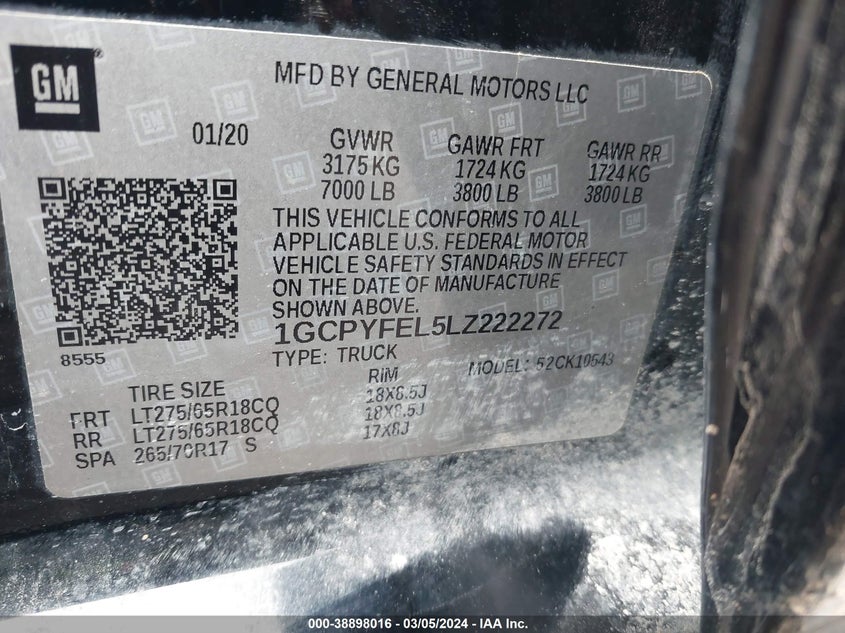 GM
MFD BY GENERAL MOTORS LLC
01/20 GVWR GAWR FRT GAWR RR
3175 KG 1724 KG 1724 KG
7000 LB 3800 LB 3800 LB
THIS VEHICLE CONFORMS TO ALL
APPLICABLE U.S. FEDERAL MOTOR
VEHICLE SAFETY STANDARDS IN EFFECT
ON THE DATE OF MANUFACTURE
SHOWN ABOVE.
1GCPYFEL5LZ222272
8555 TYPE: TRUCK MODEL: 52CK10543
TIRE SIZE RIM
FRT LT275/65R18CQ 18X8.5J
RR LT275/65R18CQ 18X8.5J
SPA 265/70R17 S 17X8J
000-38898016 - 03/05/2024 - IAA Inc.